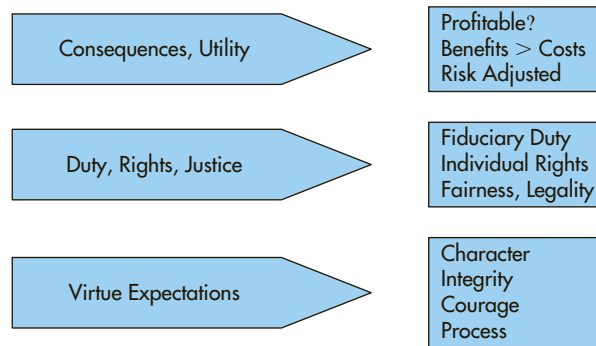 Consequences, Utility
Profitable?
Benefits > Costs
Risk Adjusted
Duty, Rights, Justice
Fiduciary Duty
Individual Rights
Fairness, Legality
Virtue Expectations
Character
Integrity
Courage
Process